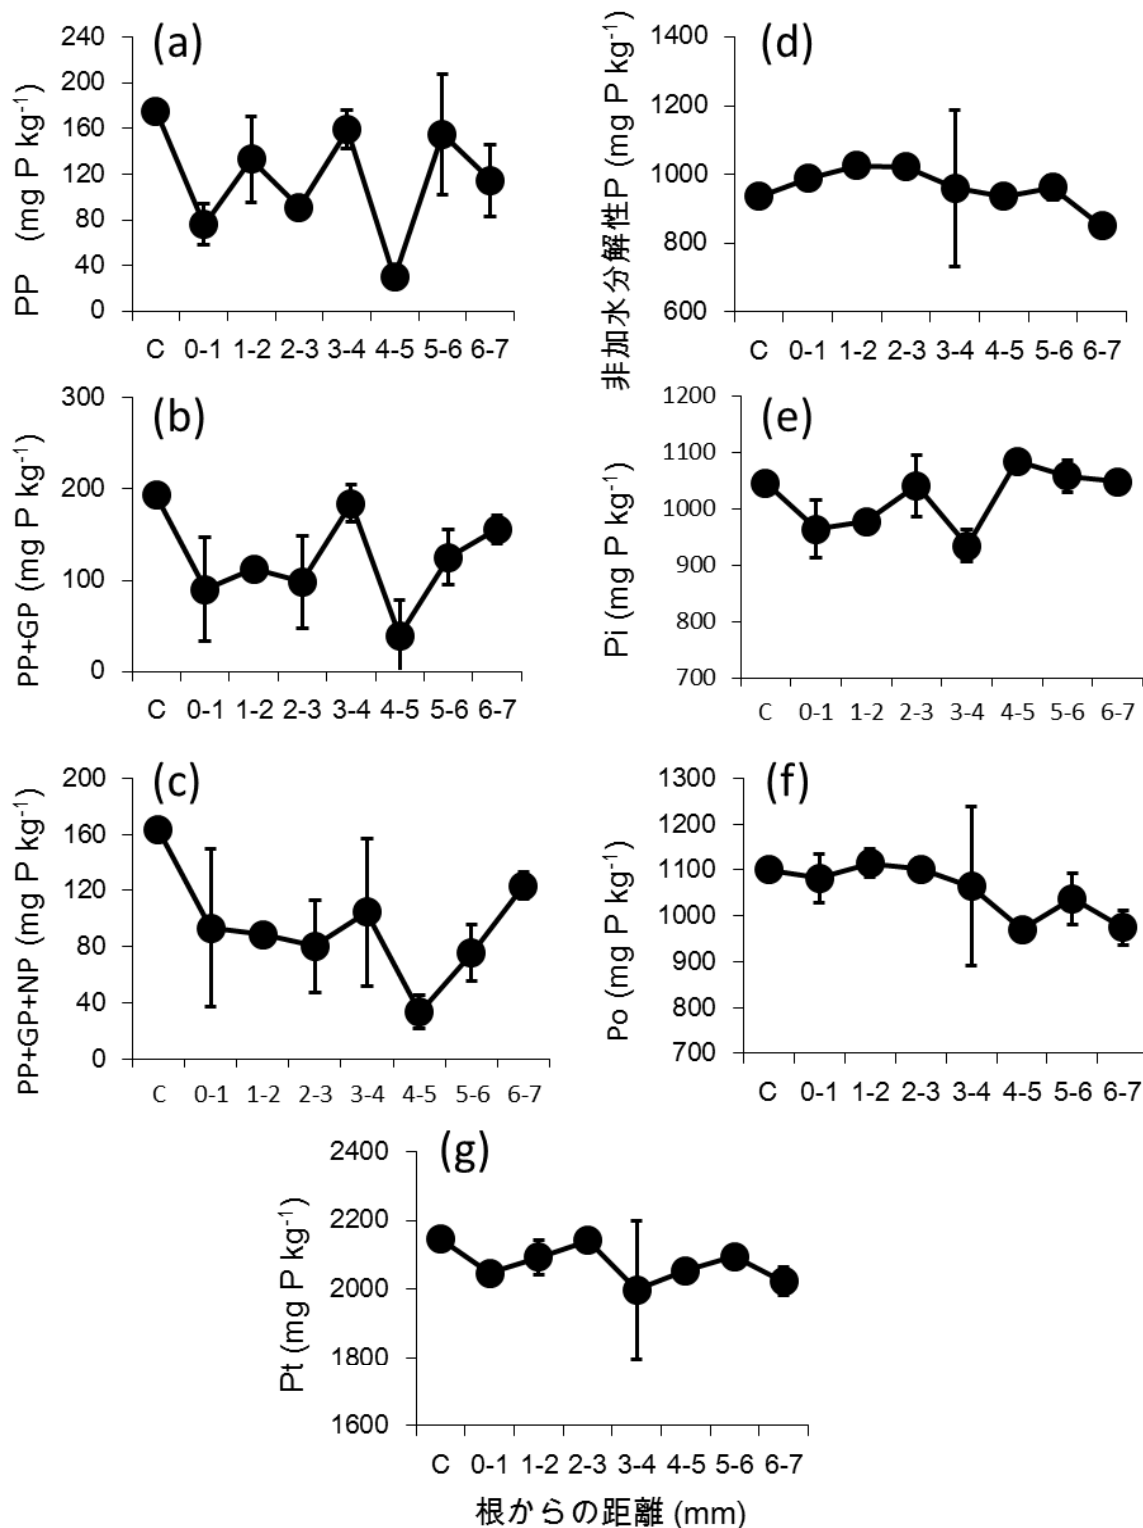 (a)
PP (mg P kg⁻¹)
240
200
160
120
80
40
0
C 0-1 1-2 2-3 3-4 4-5 5-6 6-7
(d)
非加水分解性P (mg P kg⁻¹)
1400
1200
1000
800
600
C 0-1 1-2 2-3 3-4 4-5 5-6 6-7
(b)
PP+GP (mg P kg⁻¹)
300
200
100
0
C 0-1 1-2 2-3 3-4 4-5 5-6 6-7
(e)
Pi (mg P kg⁻¹)
1200
1100
1000
900
800
700
C 0-1 1-2 2-3 3-4 4-5 5-6 6-7
(c)
PP+GP+NP (mg P kg⁻¹)
200
160
120
80
40
0
C 0-1 1-2 2-3 3-4 4-5 5-6 6-7
(f)
Po (mg P kg⁻¹)
1300
1200
1100
1000
900
800
700
C 0-1 1-2 2-3 3-4 4-5 5-6 6-7
(g)
Pt (mg P kg⁻¹)
2400
2200
2000
1800
1600
C 0-1 1-2 2-3 3-4 4-5 5-6 6-7
根からの距離 (mm)